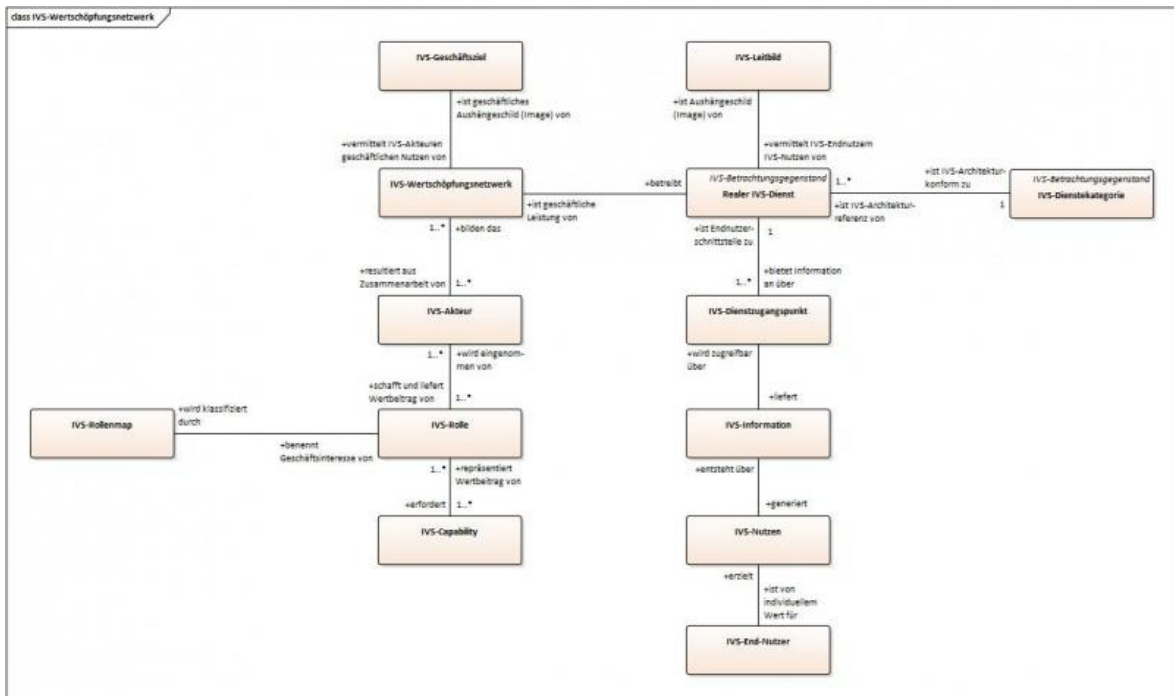 class IVS-Wertschöpfungsnetzwerk
IVS-Geschäftsziel
IVS-Leitbild
+ist geschäftliches
Aushängeschild (Image) von
+ist Aushängeschild
(Image) von
+vermittelt IVS-Akteuren
geschäftlichen Nutzen von
+vermittelt IVS-Endnutzern
IVS-Nutzen von
IVS-Wertschöpfungsnetzwerk
+betreibt
+ist geschäftliche
Leistung von
IVS-Betrachtungsgegenstand
Realer IVS-Dienst
1..*
+ist IVS-Architektur-
konform zu
+ist IVS-Architektur-
referenz von
1
IVS-Betrachtungsgegenstand
IVS-Dienstekategorie
1..*
+bilden das
+ist Endnutzer-
schnittstelle zu
1
+resultiert aus
Zusammenarbeit von
1..*
1..*
+bietet Information
an über
IVS-Akteur
IVS-Dienstzugangspunkt
1..*
+wird eingenom-
men von
+wird zugreifbar
über
+schafft und liefert
Wertbeitrag von
1..*
+liefert
IVS-Rollenmap
+wird klassifiziert
durch
+benennt
Geschäftsinteresse von
IVS-Rolle
IVS-Information
1..*
+repräsentiert
Wertbeitrag von
+entsteht über
+erfordert
1..*
+generiert
IVS-Capability
IVS-Nutzen
+erzielt
+ist von
individuellem
Wert für
IVS-End-Nutzer